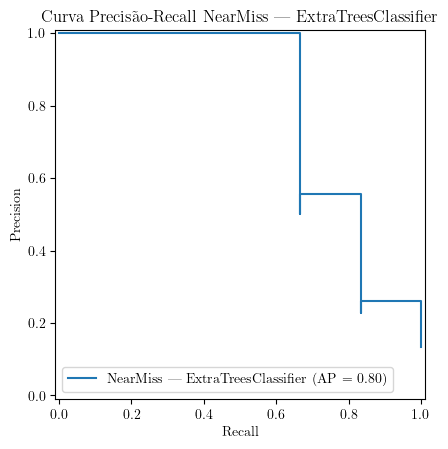 Curva Precisão-Recall NearMiss — ExtraTreesClassifier
1.0
0.8
0.6
0.4
0.2
0.0
Precision
0.0 0.2 0.4 0.6 0.8 1.0
Recall
NearMiss — ExtraTreesClassifier (AP = 0.80)